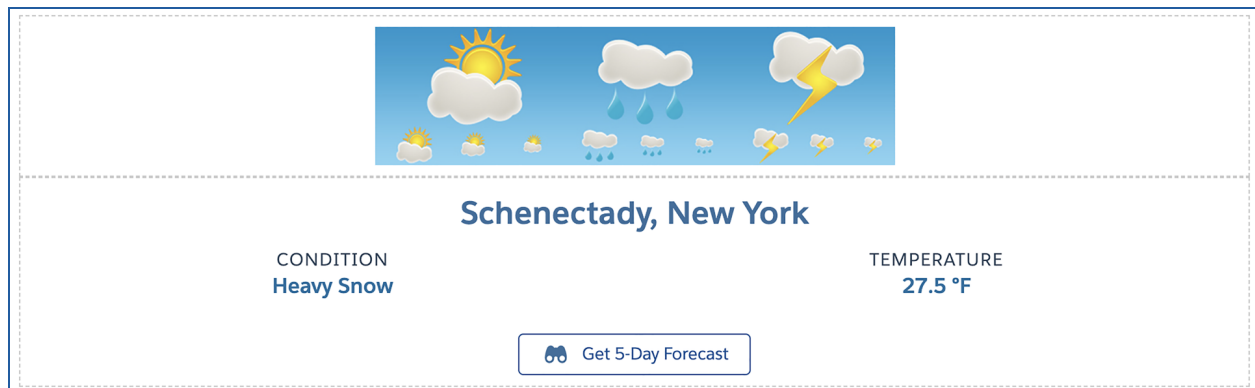 Schenectady, New York
CONDITION
Heavy Snow
TEMPERATURE
27.5 °F
Get 5-Day Forecast